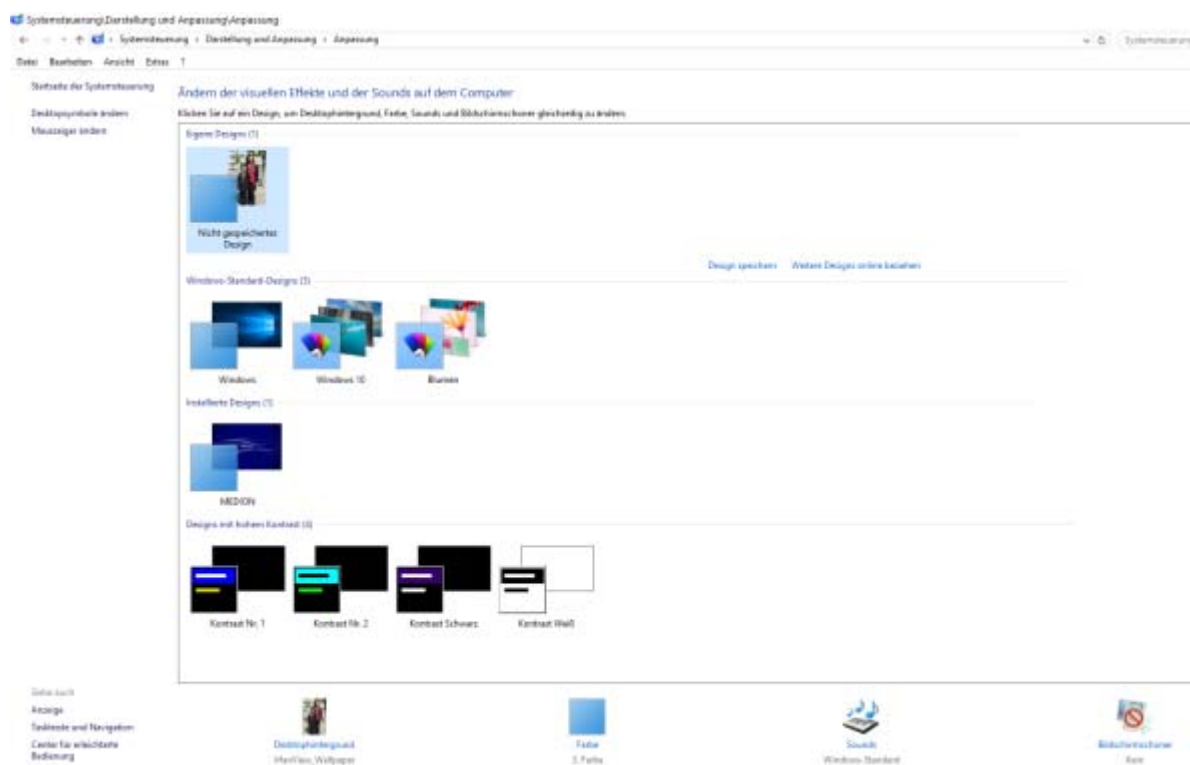 Systemsteuerung\Darstellung und Anpassung\Anpassung
Systemsteuerung › Darstellung und Anpassung › Anpassung
Datei Bearbeiten Ansicht Extras ?
Startseite der Systemsteuerung
Desktopsymbole ändern
Mauszeiger ändern
Ändern der visuellen Effekte und der Sounds auf dem Computer
Klicken Sie auf ein Design, um Desktophintergrund, Farbe, Sounds und Bildschirmschoner gleichzeitig zu ändern.
Eigene Designs (1)
Nicht gespeichertes
Design
Design speichern Weitere Designs online beziehen
Windows-Standard-Designs (3)
Windows Windows 10 Blumen
Installierte Designs (1)
MEDION
Designs mit hohem Kontrast (4)
Kontrast Nr. 1 Kontrast Nr. 2 Kontrast Schwarz Kontrast Weiß
Siehe auch
Anzeige
Taskleiste und Navigation
Center für erleichterte
Bedienung
Desktophintergrund Farbe Sounds Bildschirmschoner
Windows-Standard Kein